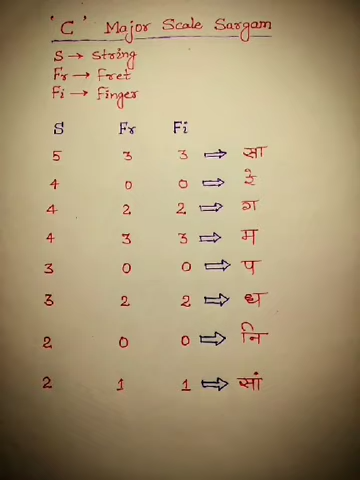 'C' Major Scale Sargam
S → String
Fr → Fret
Fi → Finger
S Fr Fi
5 3 3 ⇨ सा
4 0 0 ⇨ रे
4 2 2 ⇨ ग
4 3 3 ⇨ म
3 0 0 ⇨ प
3 2 2 ⇨ ध
2 0 0 ⇨ नि
2 1 1 ⇨ सां